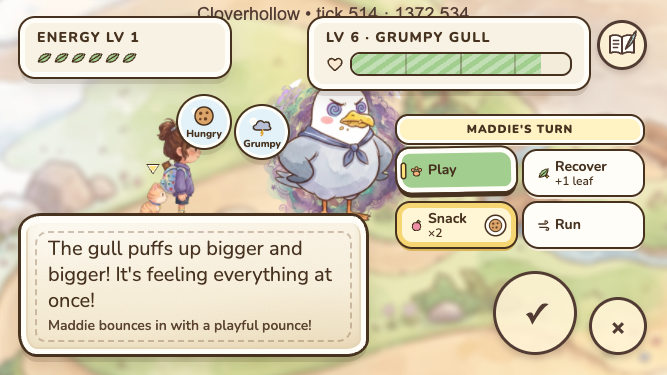 Cloverhollow • tick 514 · 1372,534
ENERGY LV 1
LV 6 · GRUMPY GULL
Hungry
Grumpy
MADDIE'S TURN
Play
Recover
+1 leaf
Snack
×2
Run
The gull puffs up bigger and
bigger! It's feeling everything at
once!
Maddie bounces in with a playful pounce!